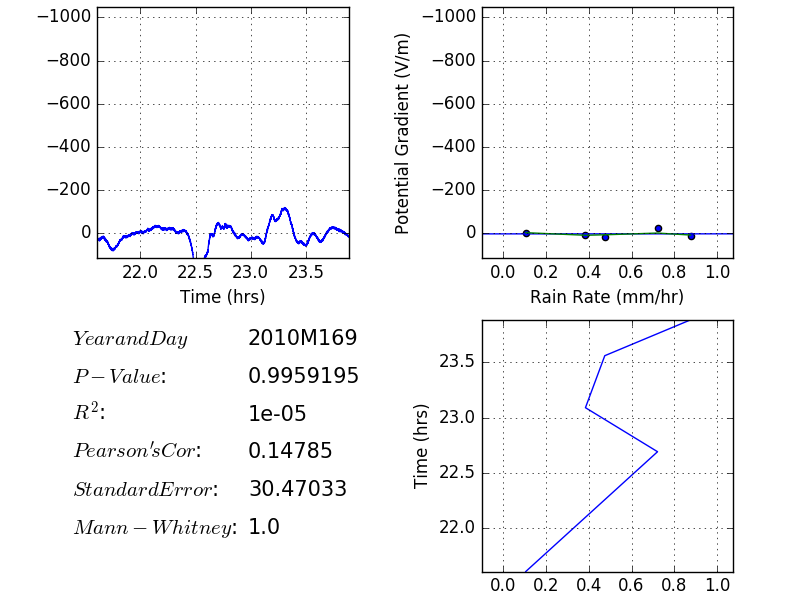 −1000
−800
−600
−400
−200
0
22.0 22.5 23.0 23.5
Time (hrs)
Potential Gradient (V/m)
−1000
−800
−600
−400
−200
0
0.0 0.2 0.4 0.6 0.8 1.0
Rain Rate (mm/hr)
YearandDay 2010M169
P−Value: 0.9959195
R²: 1e-05
Pearson'sCor: 0.14785
StandardError: 30.47033
Mann−Whitney: 1.0
Time (hrs)
23.5
23.0
22.5
22.0
0.0 0.2 0.4 0.6 0.8 1.0